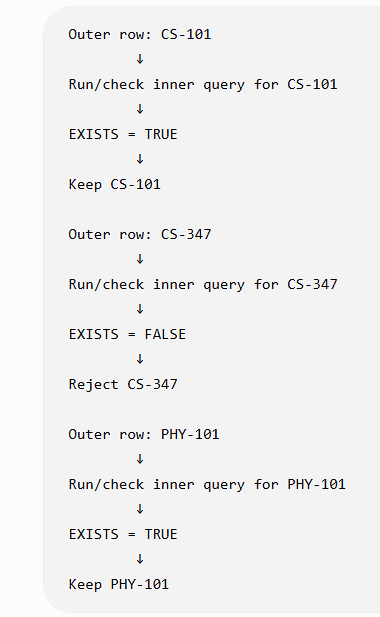 Outer row: CS-101
↓
Run/check inner query for CS-101
↓
EXISTS = TRUE
↓
Keep CS-101
Outer row: CS-347
↓
Run/check inner query for CS-347
↓
EXISTS = FALSE
↓
Reject CS-347
Outer row: PHY-101
↓
Run/check inner query for PHY-101
↓
EXISTS = TRUE
↓
Keep PHY-101